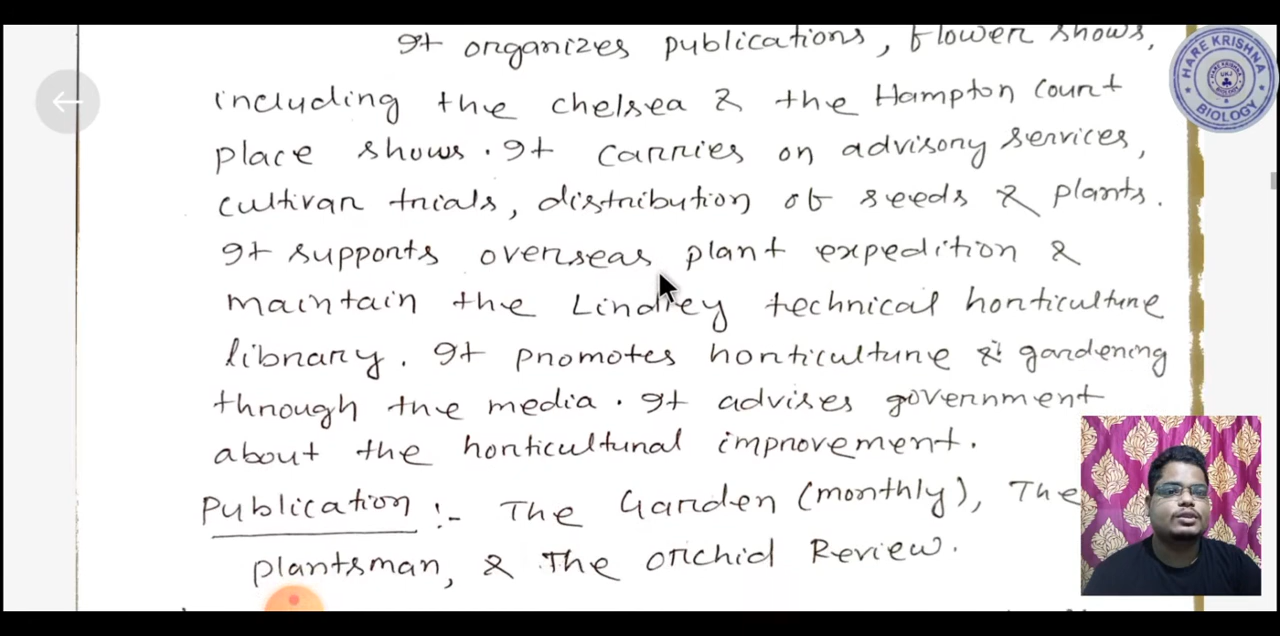 It organizes publications, flower shows,
including the chelsea & the Hampton court
place shows. It carries on advisory services,
cultivar trials, distribution of seeds & plants.
It supports overseas plant expedition &
maintain the Lindley technical horticulture
library. It promotes horticulture & gardening
through the media. It advises government
about the horticultural improvement.
Publication :- The Garden (monthly), The
plantsman, & The Orchid Review.
HARE KRISHNA
BIOLOGY